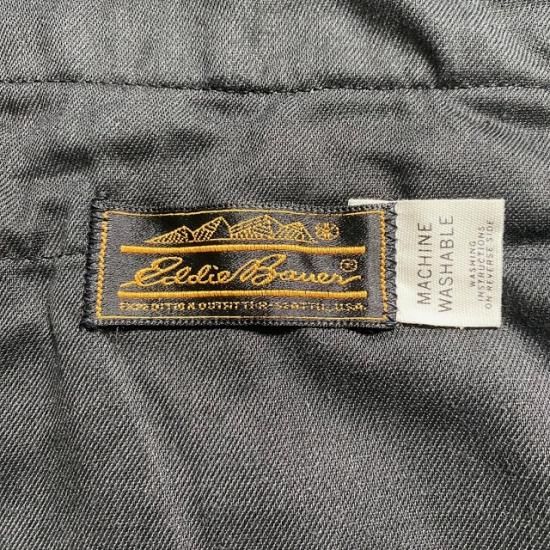 Eddie Bauer®
EXPEDITION OUTFITTER-SEATTLE, U.S.A.
MACHINE
WASHABLE
WASHING
INSTRUCTIONS
ON REVERSE SIDE